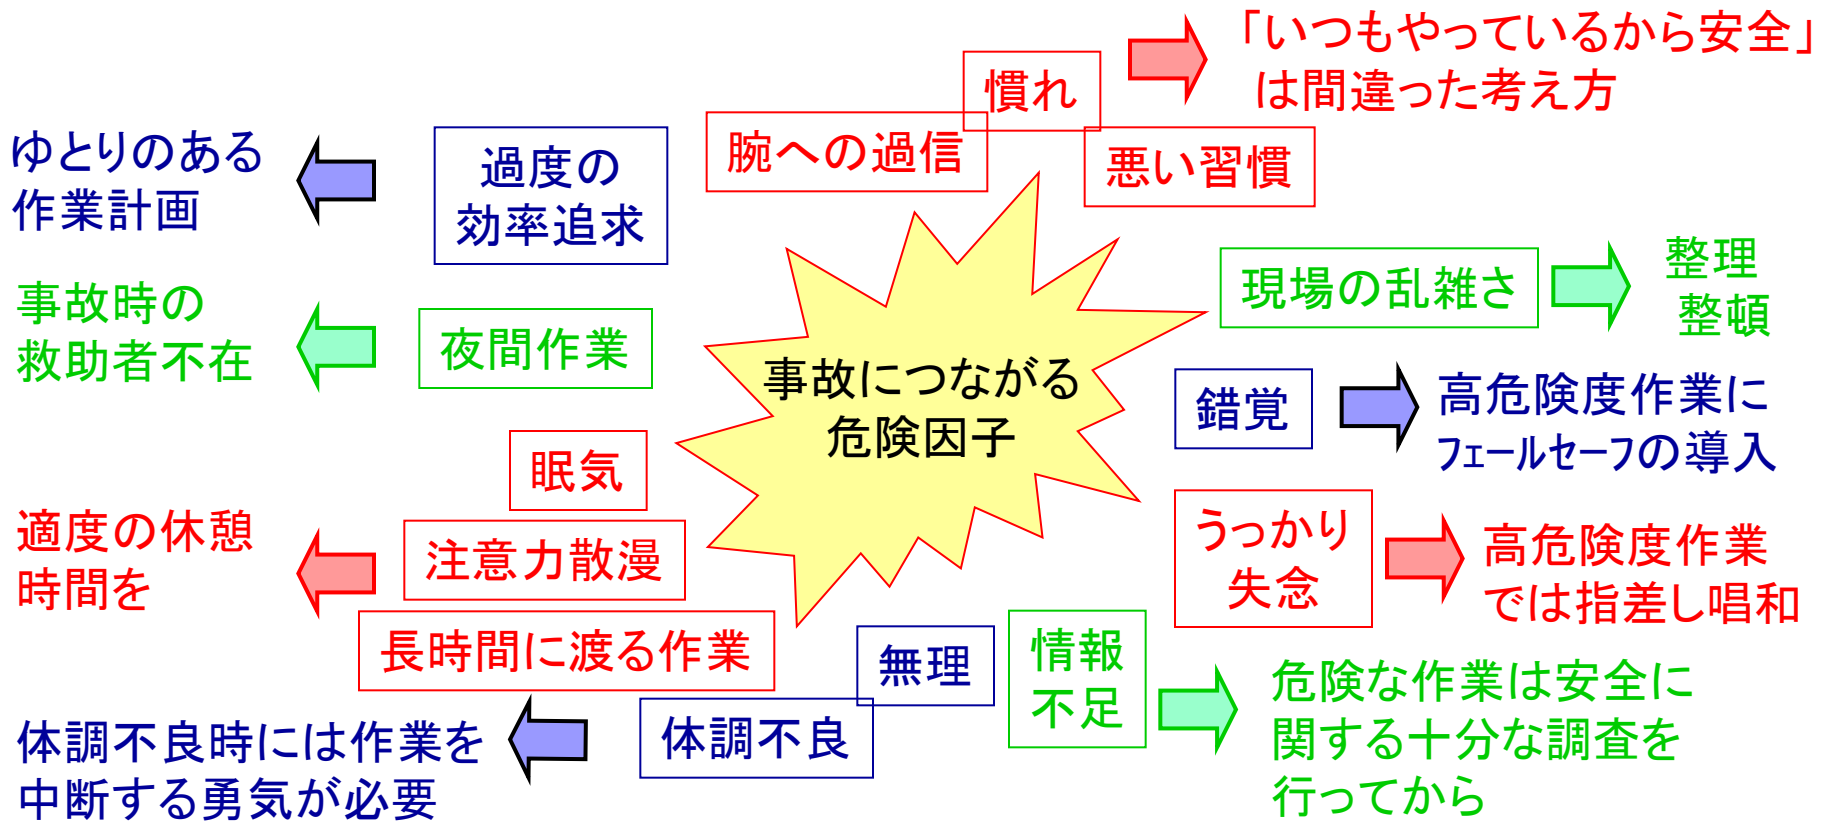 「いつもやっているから安全」
は間違った考え方
慣れ
腕への過信
悪い習慣
ゆとりのある
作業計画
過度の
効率追求
現場の乱雑さ
整理
整頓
事故時の
救助者不在
夜間作業
事故につながる
危険因子
錯覚
高危険度作業に
フェールセーフの導入
眠気
注意力散漫
長時間に渡る作業
適度の休憩
時間を
うっかり
失念
高危険度作業
では指差し唱和
無理
体調不良
体調不良時には作業を
中断する勇気が必要
情報
不足
危険な作業は安全に
関する十分な調査を
行ってから